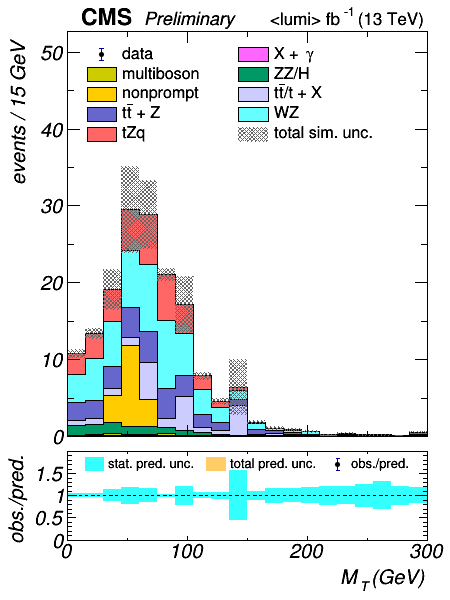 CMS Preliminary <lumi> fb⁻¹ (13 TeV)
events / 15 GeV
50
40
30
20
10
0
data
multiboson
nonprompt
tt̄ + Z
tZq
X + γ
ZZ/H
tt̄/t + X
WZ
total sim. unc.
obs./pred.
1.5
1
0.5
0
stat. pred. unc. total pred. unc. obs./pred.
0 100 200 300
M_T (GeV)